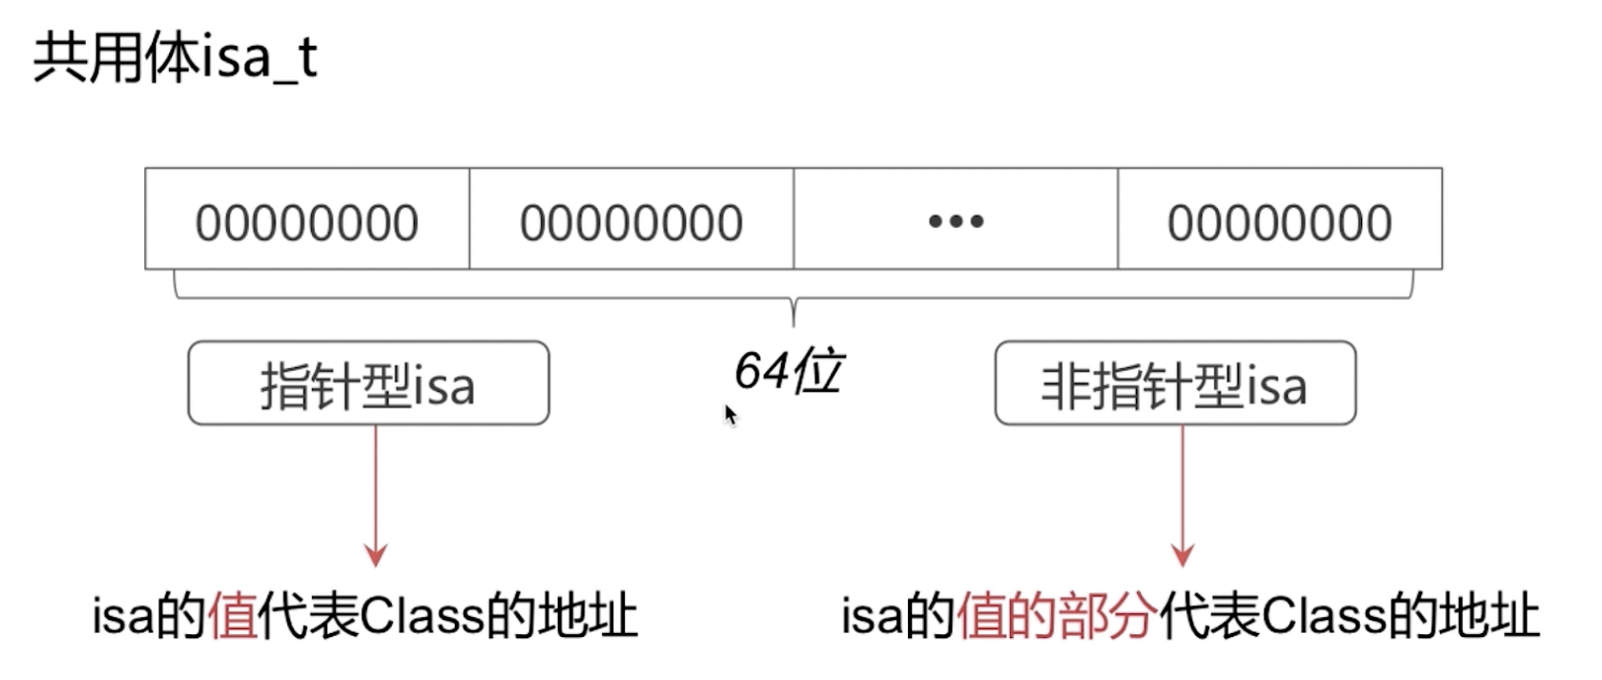 共用体isa_t
00000000 00000000 ••• 00000000
64位
指针型isa 非指针型isa
isa的值代表Class的地址 isa的值的部分代表Class的地址